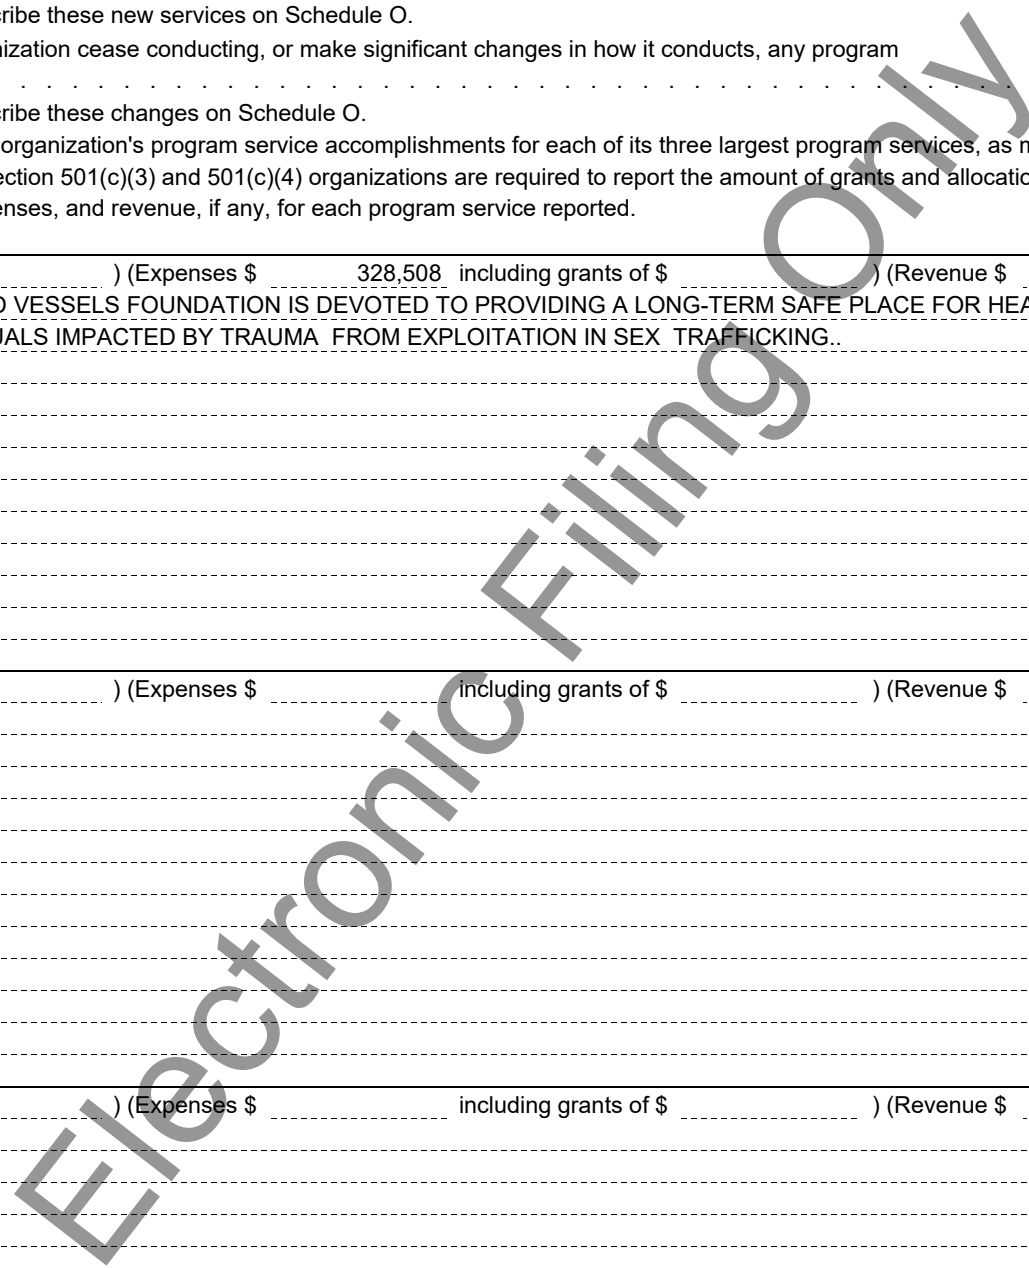 cribe these new services on Schedule O.
nization cease conducting, or make significant changes in how it conducts, any program
. . . . . . . . . . . . . . . . . . . . . . . . . . . . . . . . . . . . . . .
cribe these changes on Schedule O.
organization's program service accomplishments for each of its three largest program services, as m
ection 501(c)(3) and 501(c)(4) organizations are required to report the amount of grants and allocatio
enses, and revenue, if any, for each program service reported.
) (Expenses $ 328,508 including grants of $ ) (Revenue $
D VESSELS FOUNDATION IS DEVOTED TO PROVIDING A LONG-TERM SAFE PLACE FOR HEA
UALS IMPACTED BY TRAUMA FROM EXPLOITATION IN SEX TRAFFICKING..
) (Expenses $ including grants of $ ) (Revenue $
) (Expenses $ including grants of $ ) (Revenue $
Electronic Filing Only